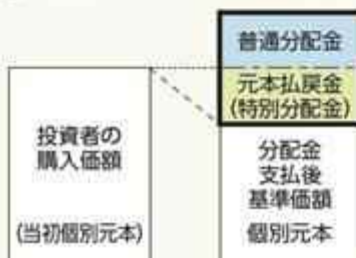 普通分配金
元本払戻金
(特別分配金)
投資者の
購入価額
(当初個別元本)
分配金
支払後
基準価額
個別元本